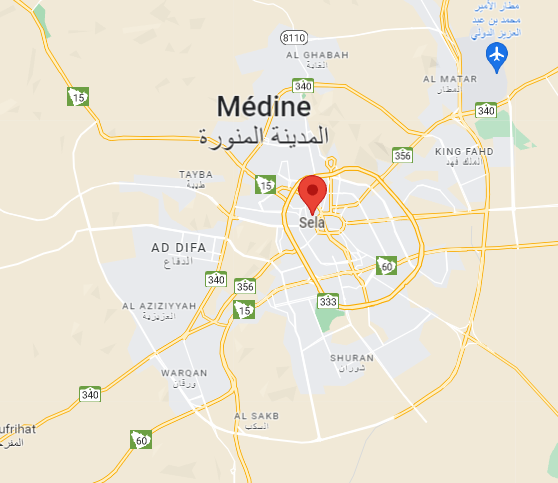 مطار الأمير
محمد بن عبد
العزيز الدولي
8110
AL GHABAH
الغابة
15
340
AL MATAR
المطار
Médine
المدينة المنورة
340
356
KING FAHD
الملك فهد
TAYBA
طيبة
15
Sela
AD DIFA
الدفاع
60
340
356
333
AL AZIZIYYAH
العزيزية
15
SHURAN
شوران
WARQAN
ورقان
340
AL SAKB
السكب
ufrihat
المفرح
60